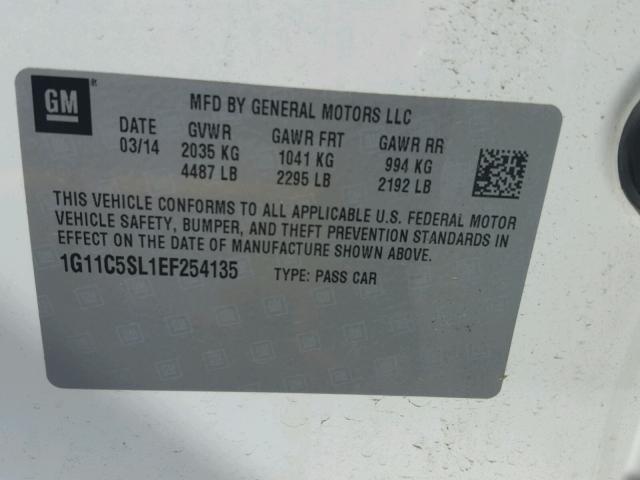 GM
MFD BY GENERAL MOTORS LLC
DATE GVWR GAWR FRT GAWR RR
03/14 2035 KG 1041 KG 994 KG
4487 LB 2295 LB 2192 LB
THIS VEHICLE CONFORMS TO ALL APPLICABLE U.S. FEDERAL MOTOR
VEHICLE SAFETY, BUMPER, AND THEFT PREVENTION STANDARDS IN
EFFECT ON THE DATE OF MANUFACTURE SHOWN ABOVE.
1G11C5SL1EF254135 TYPE: PASS CAR